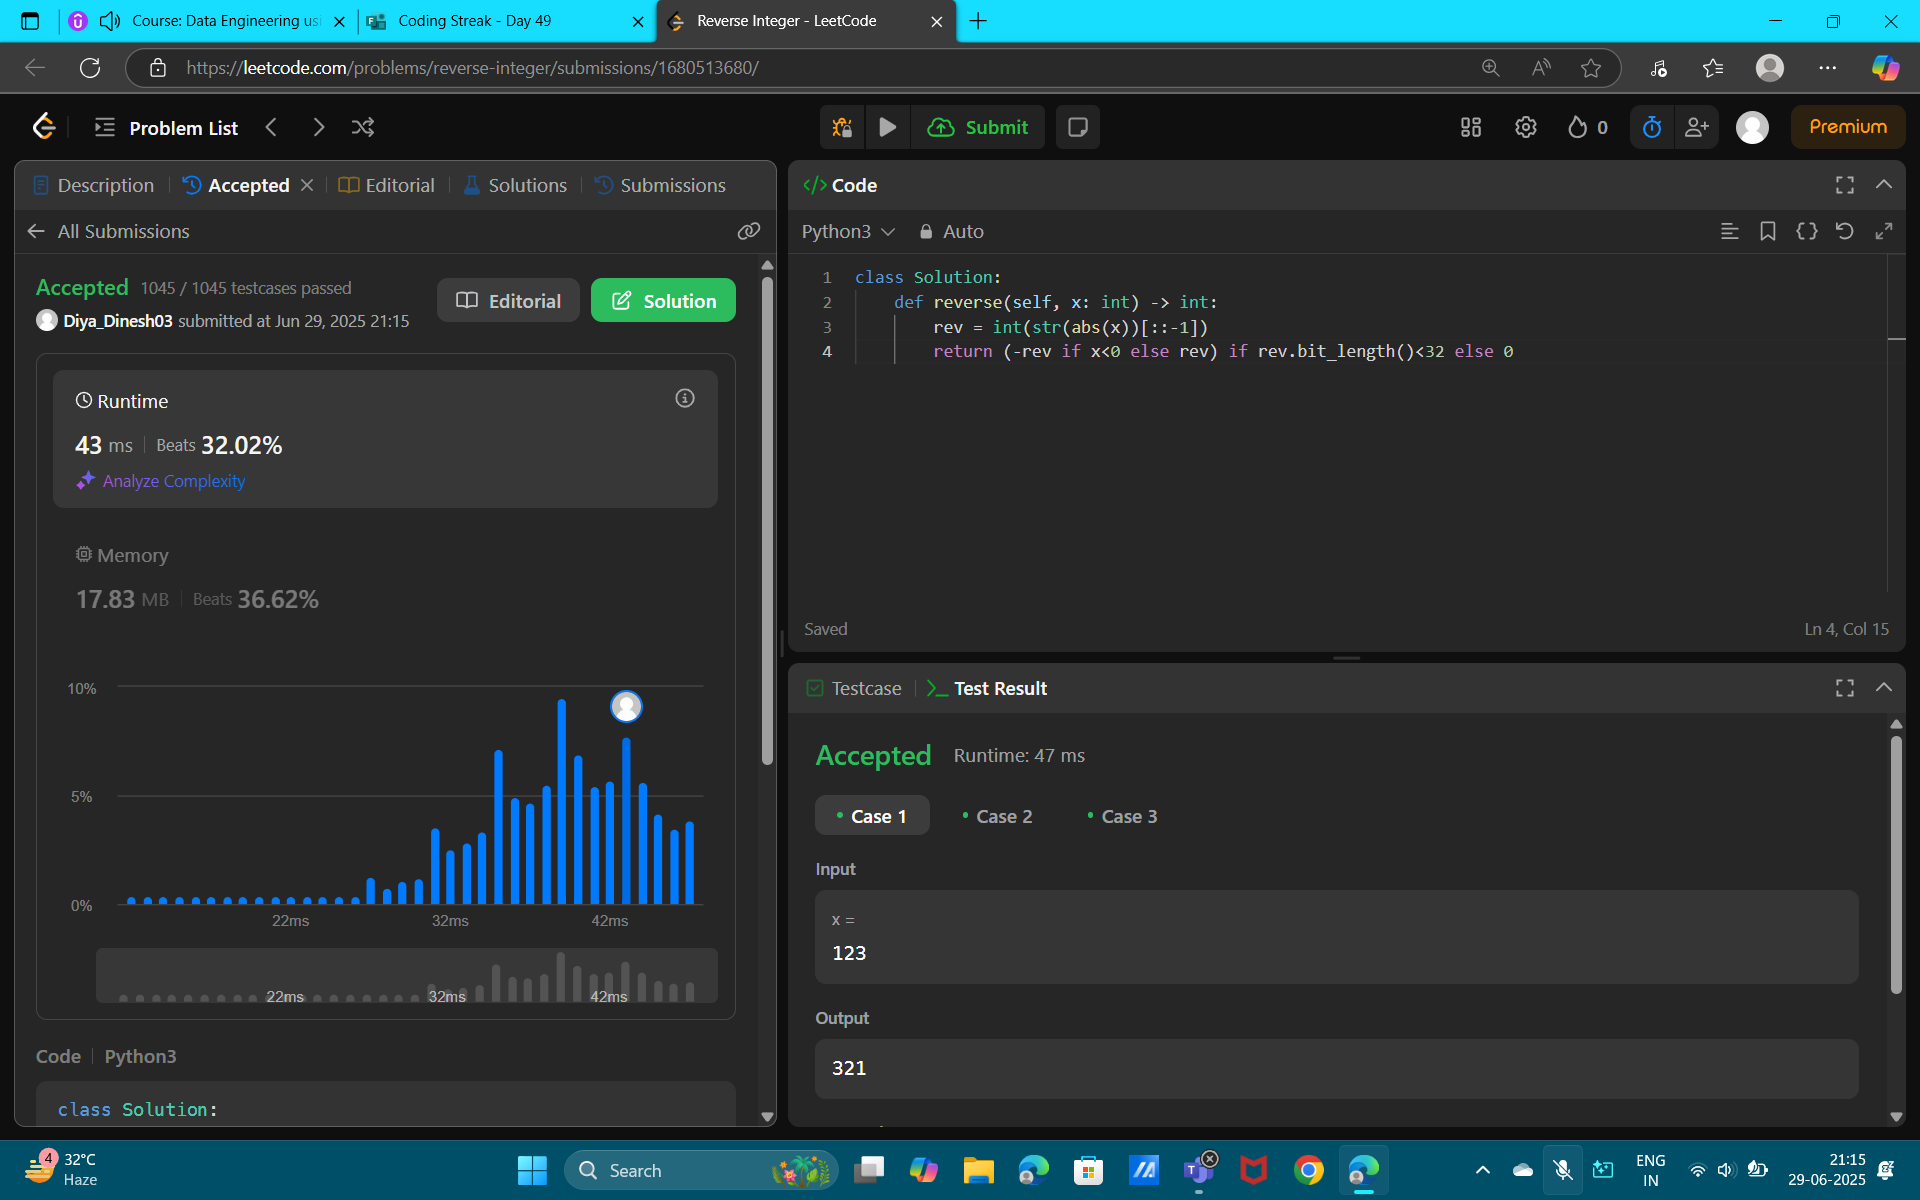 Course: Data Engineering us
Coding Streak - Day 49
Reverse Integer - LeetCode
https://leetcode.com/problems/reverse-integer/submissions/1680513680/
Problem List
Submit
0
Premium
Description
Accepted
Editorial
Solutions
Submissions
All Submissions
Accepted 1045 / 1045 testcases passed
Diya_Dinesh03 submitted at Jun 29, 2025 21:15
Editorial
Solution
Runtime
43 ms Beats 32.02%
Analyze Complexity
Memory
17.83 MB Beats 36.62%
10%
5%
0%
22ms 32ms 42ms
22ms 32ms 42ms
Code Python3
class Solution:
</> Code
Python3 Auto
1 class Solution:
2 def reverse(self, x: int) -> int:
3 rev = int(str(abs(x))[::-1])
4 return (-rev if x<0 else rev) if rev.bit_length()<32 else 0
Saved
Ln 4, Col 15
Testcase
Test Result
Accepted Runtime: 47 ms
Case 1 Case 2 Case 3
Input
x =
123
Output
321
4
32°C
Haze
Search
ENG
IN
21:15
29-06-2025